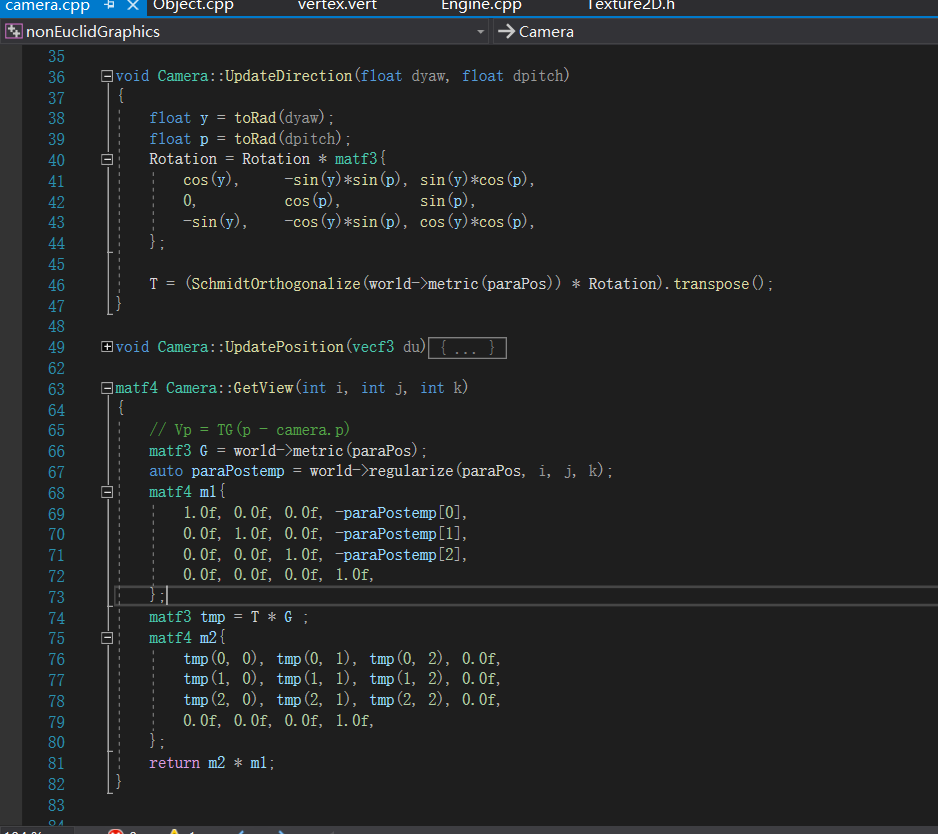 camera.cpp Object.cpp vertex.vert Engine.cpp Texture2D.h
nonEuclidGraphics Camera
35
36 void Camera::UpdateDirection(float dyaw, float dpitch)
37 {
38 float y = toRad(dyaw);
39 float p = toRad(dpitch);
40 Rotation = Rotation * matf3{
41 cos(y), -sin(y)*sin(p), sin(y)*cos(p),
42 0, cos(p), sin(p),
43 -sin(y), -cos(y)*sin(p), cos(y)*cos(p),
44 };
45
46 T = (SchmidtOrthogonalize(world->metric(paraPos)) * Rotation).transpose();
47 }
48
49 void Camera::UpdatePosition(vecf3 du) { ... }
62
63 matf4 Camera::GetView(int i, int j, int k)
64 {
65 // Vp = TG(p - camera.p)
66 matf3 G = world->metric(paraPos);
67 auto paraPostemp = world->regularize(paraPos, i, j, k);
68 matf4 m1{
69 1.0f, 0.0f, 0.0f, -paraPostemp[0],
70 0.0f, 1.0f, 0.0f, -paraPostemp[1],
71 0.0f, 0.0f, 1.0f, -paraPostemp[2],
72 0.0f, 0.0f, 0.0f, 1.0f,
73 };
74 matf3 tmp = T * G ;
75 matf4 m2{
76 tmp(0, 0), tmp(0, 1), tmp(0, 2), 0.0f,
77 tmp(1, 0), tmp(1, 1), tmp(1, 2), 0.0f,
78 tmp(2, 0), tmp(2, 1), tmp(2, 2), 0.0f,
79 0.0f, 0.0f, 0.0f, 1.0f,
80 };
81 return m2 * m1;
82 }
83
84